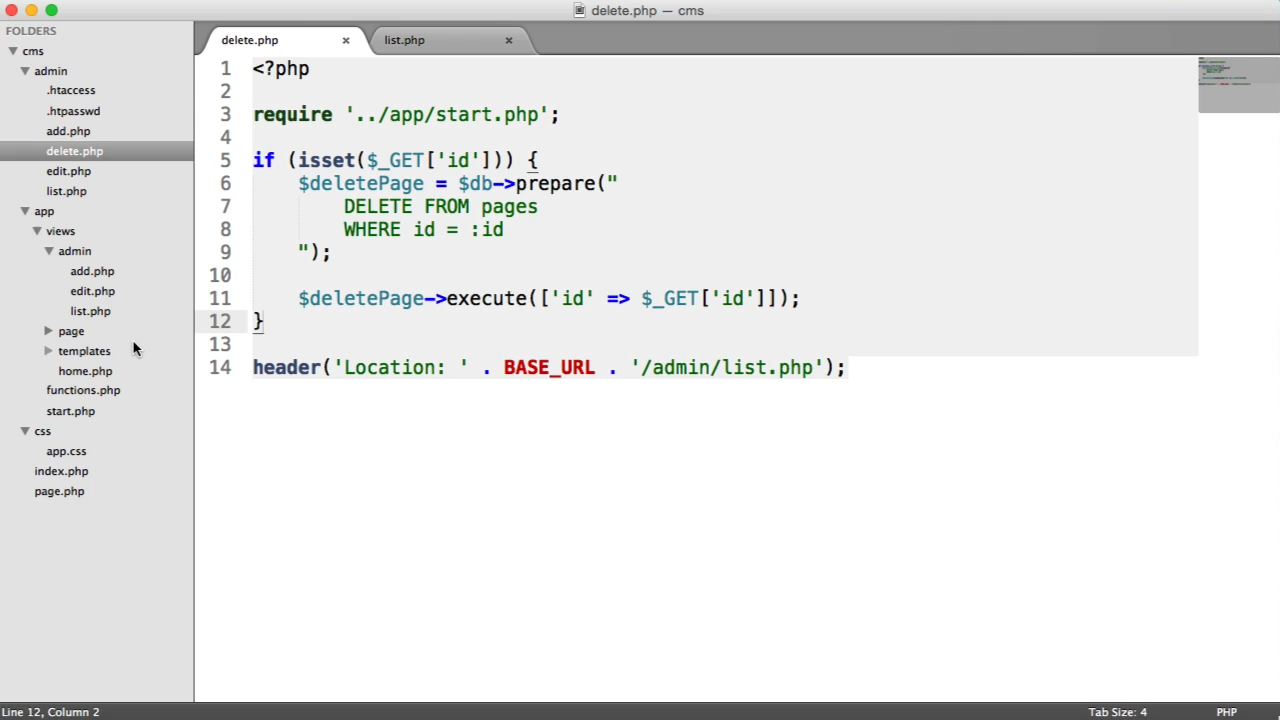 delete.php — cms
FOLDERS
cms
admin
.htaccess
.htpasswd
add.php
delete.php
edit.php
list.php
app
views
admin
add.php
edit.php
list.php
page
templates
home.php
functions.php
start.php
css
app.css
index.php
page.php
delete.php ×
list.php ×
1 <?php
2
3 require '../app/start.php';
4
5 if (isset($_GET['id'])) {
6     $deletePage = $db->prepare("
7         DELETE FROM pages
8         WHERE id = :id
9     ");
10
11     $deletePage->execute(['id' => $_GET['id']]);
12 }
13
14 header('Location: ' . BASE_URL . '/admin/list.php');
Line 12, Column 2
Tab Size: 4
PHP